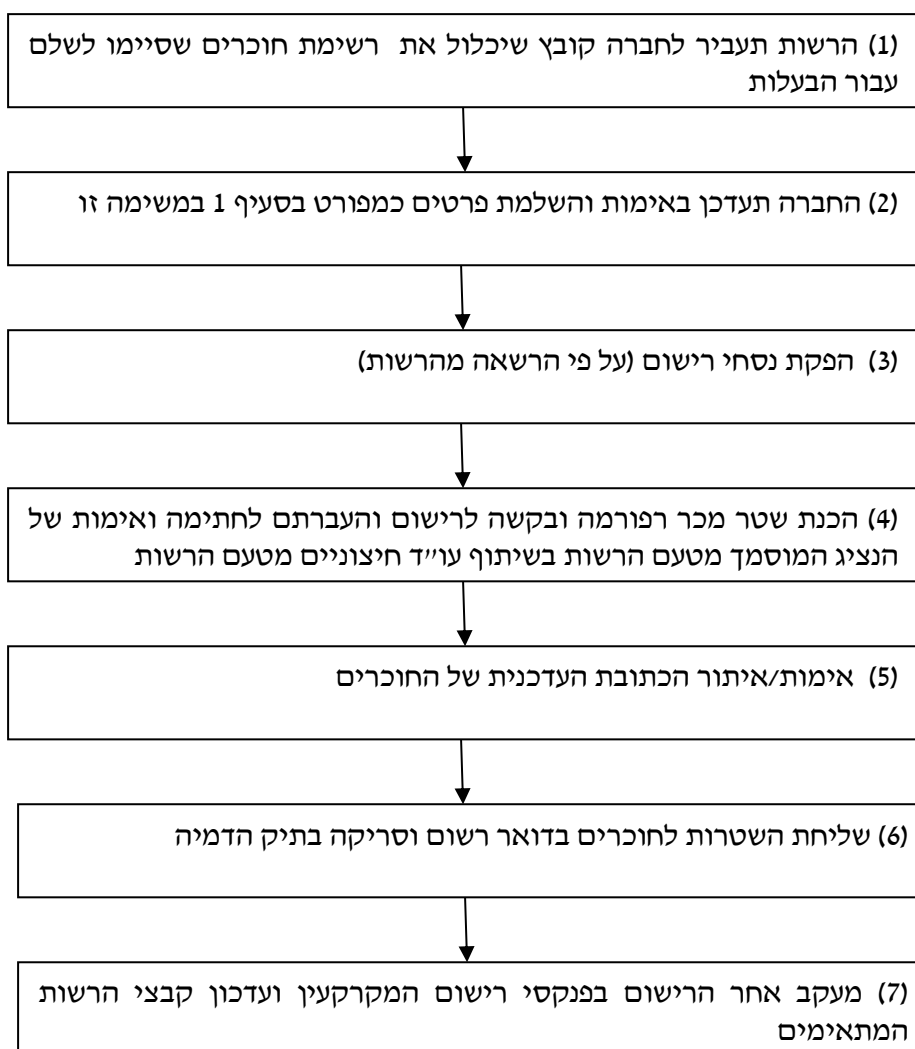 (1) הרשות תעביר לחברה קובץ שיכלול את רשימת חוכרים שסיימו לשלם
עבור הבעלות
(2) החברה תעדכן באימות והשלמת פרטים כמפורט בסעיף 1 במשימה זו
(3) הפקת נסחי רישום (על פי הרשאה מהרשות)
(4) הכנת שטר מכר רפורמה ובקשה לרישום והעברתם לחתימה ואימות של
הנציג המוסמך מטעם הרשות בשיתוף עו״ד חיצוניים מטעם הרשות
(5) אימות/איתור הכתובת העדכנית של החוכרים
(6) שליחת השטרות לחוכרים בדואר רשום וסריקה בתיק הדמיה
(7) מעקב אחר הרישום בפנקסי רישום המקרקעין ועדכון קבצי הרשות
המתאימים